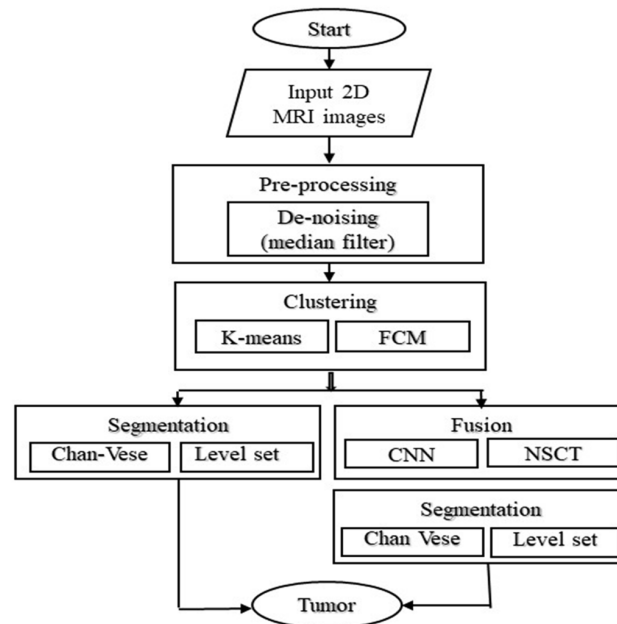 Start
Input 2D
MRI images
Pre-processing
De-noising
(median filter)
Clustering
K-means
FCM
Segmentation
Chan-Vese
Level set
Fusion
CNN
NSCT
Segmentation
Chan Vese
Level set
Tumor